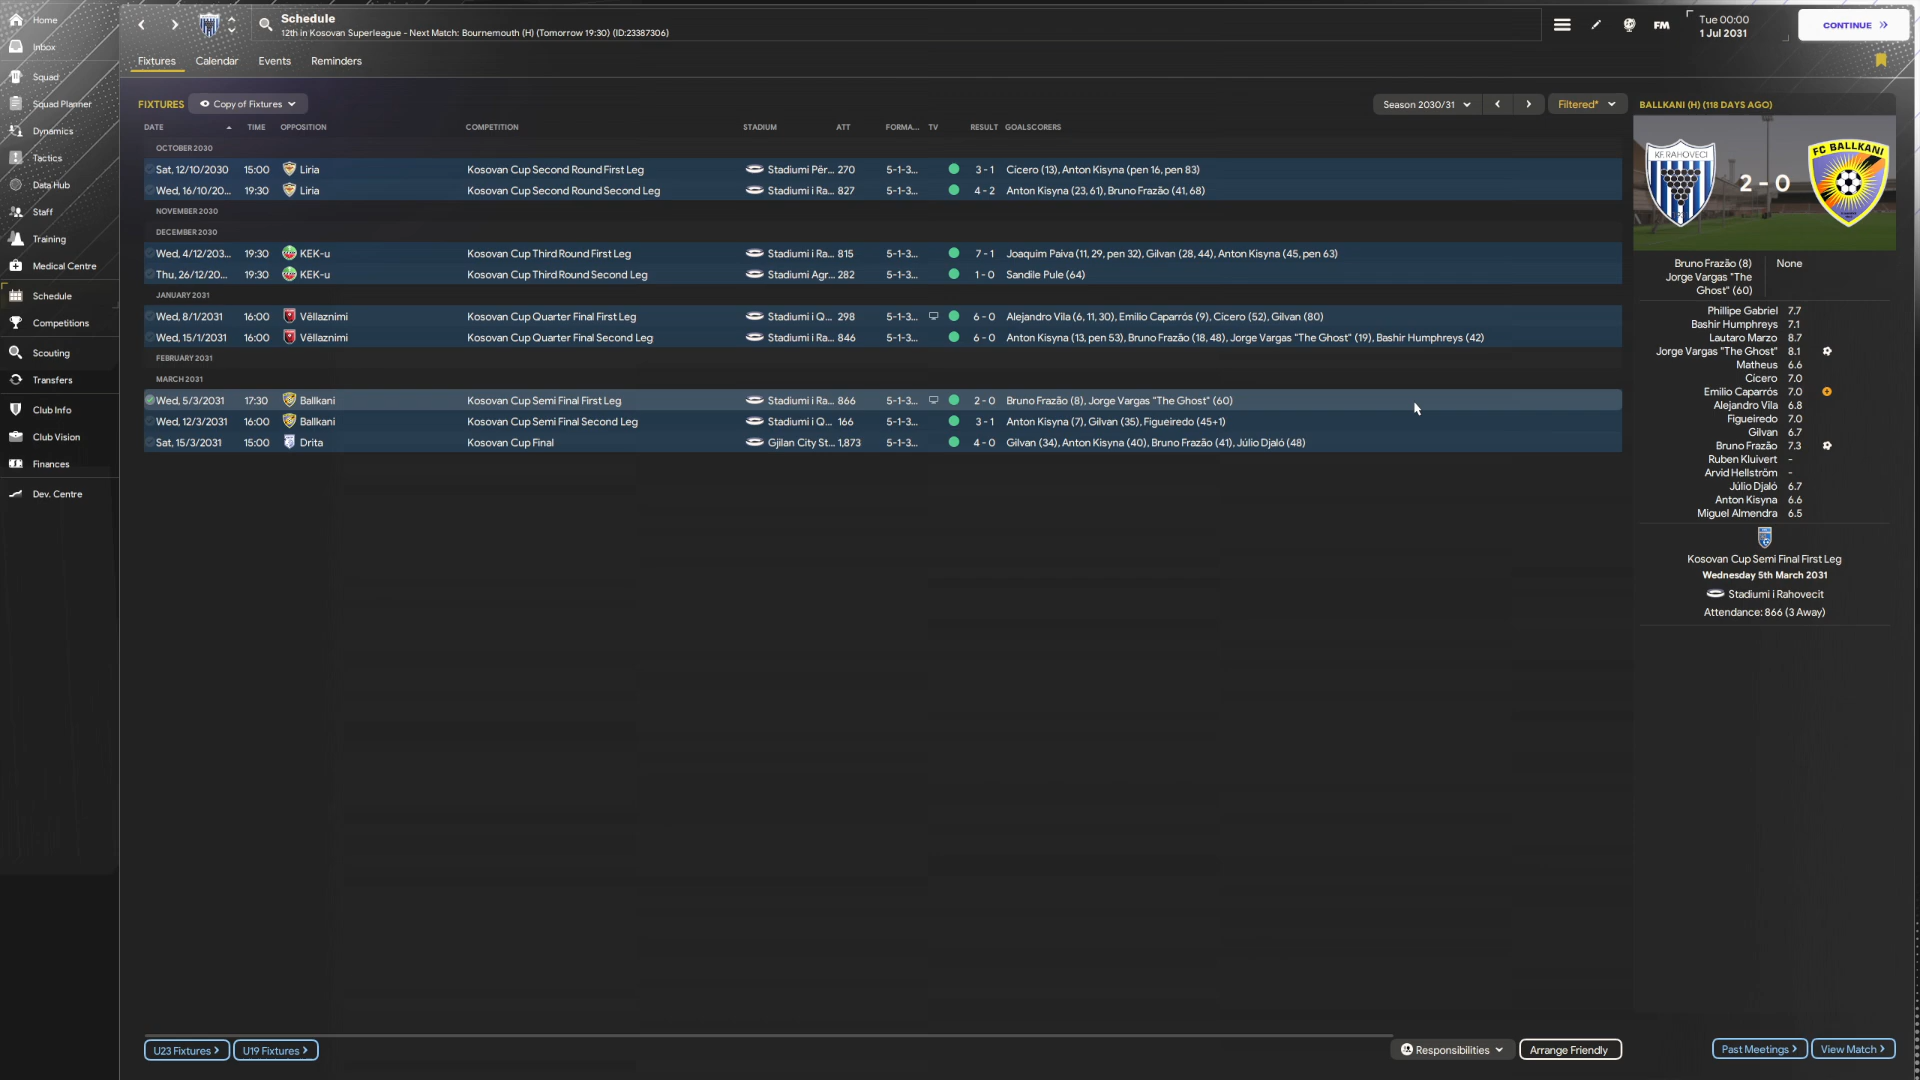 Home
Inbox
Squad
Squad Planner
Dynamics
Tactics
Data Hub
Staff
Training
Medical Centre
Schedule
Competitions
Scouting
Transfers
Club Info
Club Vision
Finances
Dev. Centre
Schedule
12th in Kosovan Superleague - Next Match: Bournemouth (H) (Tomorrow 19:30) (ID:23387306)
FM
Tue 00:00
1 Jul 2031
CONTINUE
Fixtures Calendar Events Reminders
FIXTURES Copy of Fixtures Season 2030/31 Filtered*
DATE TIME OPPOSITION COMPETITION STADIUM ATT FORMA... TV RESULT GOALSCORERS
OCTOBER 2030
Sat, 12/10/2030 15:00 Liria Kosovan Cup Second Round First Leg Stadiumi Për... 270 5-1-3... 3 - 1 Cícero (13), Anton Kisyna (pen 16, pen 83)
Wed, 16/10/20... 19:30 Liria Kosovan Cup Second Round Second Leg Stadiumi i Ra... 827 5-1-3... 4 - 2 Anton Kisyna (23, 61), Bruno Frazão (41, 68)
NOVEMBER 2030
DECEMBER 2030
Wed, 4/12/203... 19:30 KEK-u Kosovan Cup Third Round First Leg Stadiumi i Ra... 815 5-1-3... 7 - 1 Joaquim Paiva (11, 29, pen 32), Gilvan (28, 44), Anton Kisyna (45, pen 63)
Thu, 26/12/20... 19:30 KEK-u Kosovan Cup Third Round Second Leg Stadiumi Agr... 282 5-1-3... 1 - 0 Sandile Pule (64)
JANUARY 2031
Wed, 8/1/2031 16:00 Vëllaznimi Kosovan Cup Quarter Final First Leg Stadiumi i Q... 298 5-1-3... 6 - 0 Alejandro Vila (6, 11, 30), Emilio Caparrós (9), Cícero (52), Gilvan (80)
Wed, 15/1/2031 16:00 Vëllaznimi Kosovan Cup Quarter Final Second Leg Stadiumi i Ra... 846 5-1-3... 6 - 0 Anton Kisyna (13, pen 53), Bruno Frazão (18, 48), Jorge Vargas "The Ghost" (19), Bashir Humphreys (42)
FEBRUARY 2031
MARCH 2031
Wed, 5/3/2031 17:30 Ballkani Kosovan Cup Semi Final First Leg Stadiumi i Ra... 866 5-1-3... 2 - 0 Bruno Frazão (8), Jorge Vargas "The Ghost" (60)
Wed, 12/3/2031 16:00 Ballkani Kosovan Cup Semi Final Second Leg Stadiumi i Q... 166 5-1-3... 3 - 1 Anton Kisyna (7), Gilvan (35), Figueiredo (45+1)
Sat, 15/3/2031 15:00 Drita Kosovan Cup Final Gjilan City St... 1,873 5-1-3... 4 - 0 Gilvan (34), Anton Kisyna (40), Bruno Frazão (41), Júlio Djaló (48)
BALLKANI (H) (118 DAYS AGO)
KF.RAHOVECI
FC BALLKANI
2 - 0
Bruno Frazão (8)
Jorge Vargas "The
Ghost" (60)
None
Phillipe Gabriel 7.7
Bashir Humphreys 7.1
Lautaro Marzo 8.7
Jorge Vargas "The Ghost" 8.1
Matheus 6.6
Cícero 7.0
Emilio Caparrós 7.0
Alejandro Vila 6.8
Figueiredo 7.0
Gilvan 6.7
Bruno Frazão 7.3
Ruben Kluivert -
Arvid Hellström -
Júlio Djaló 6.7
Anton Kisyna 6.6
Miguel Almendra 6.5
Kosovan Cup Semi Final First Leg
Wednesday 5th March 2031
Stadiumi i Rahovecit
Attendance: 866 (3 Away)
U23 Fixtures U19 Fixtures Responsibilities Arrange Friendly Past Meetings View Match